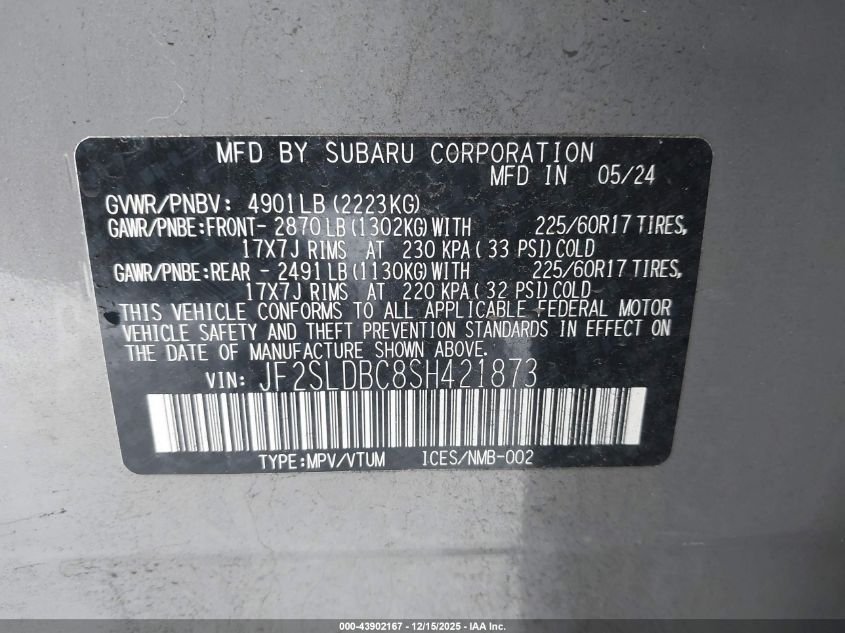 MFD BY SUBARU CORPORATION
MFD IN 05/24
GVWR/PNBV: 4901LB (2223KG)
GAWR/PNBE:FRONT- 2870LB (1302KG) WITH 225/60R17 TIRES,
17X7J RIMS AT 230 KPA ( 33 PSI) COLD
GAWR/PNBE:REAR - 2491LB (1130KG) WITH 225/60R17 TIRES,
17X7J RIMS AT 220 KPA ( 32 PSI) COLD
THIS VEHICLE CONFORMS TO ALL APPLICABLE FEDERAL MOTOR
VEHICLE SAFETY AND THEFT PREVENTION STANDARDS IN EFFECT ON
THE DATE OF MANUFACTURE SHOWN ABOVE.
VIN: JF2SLDBC8SH421873
TYPE:MPV/VTUM ICES/NMB-002
000-43902167 - 12/15/2025 - IAA Inc.